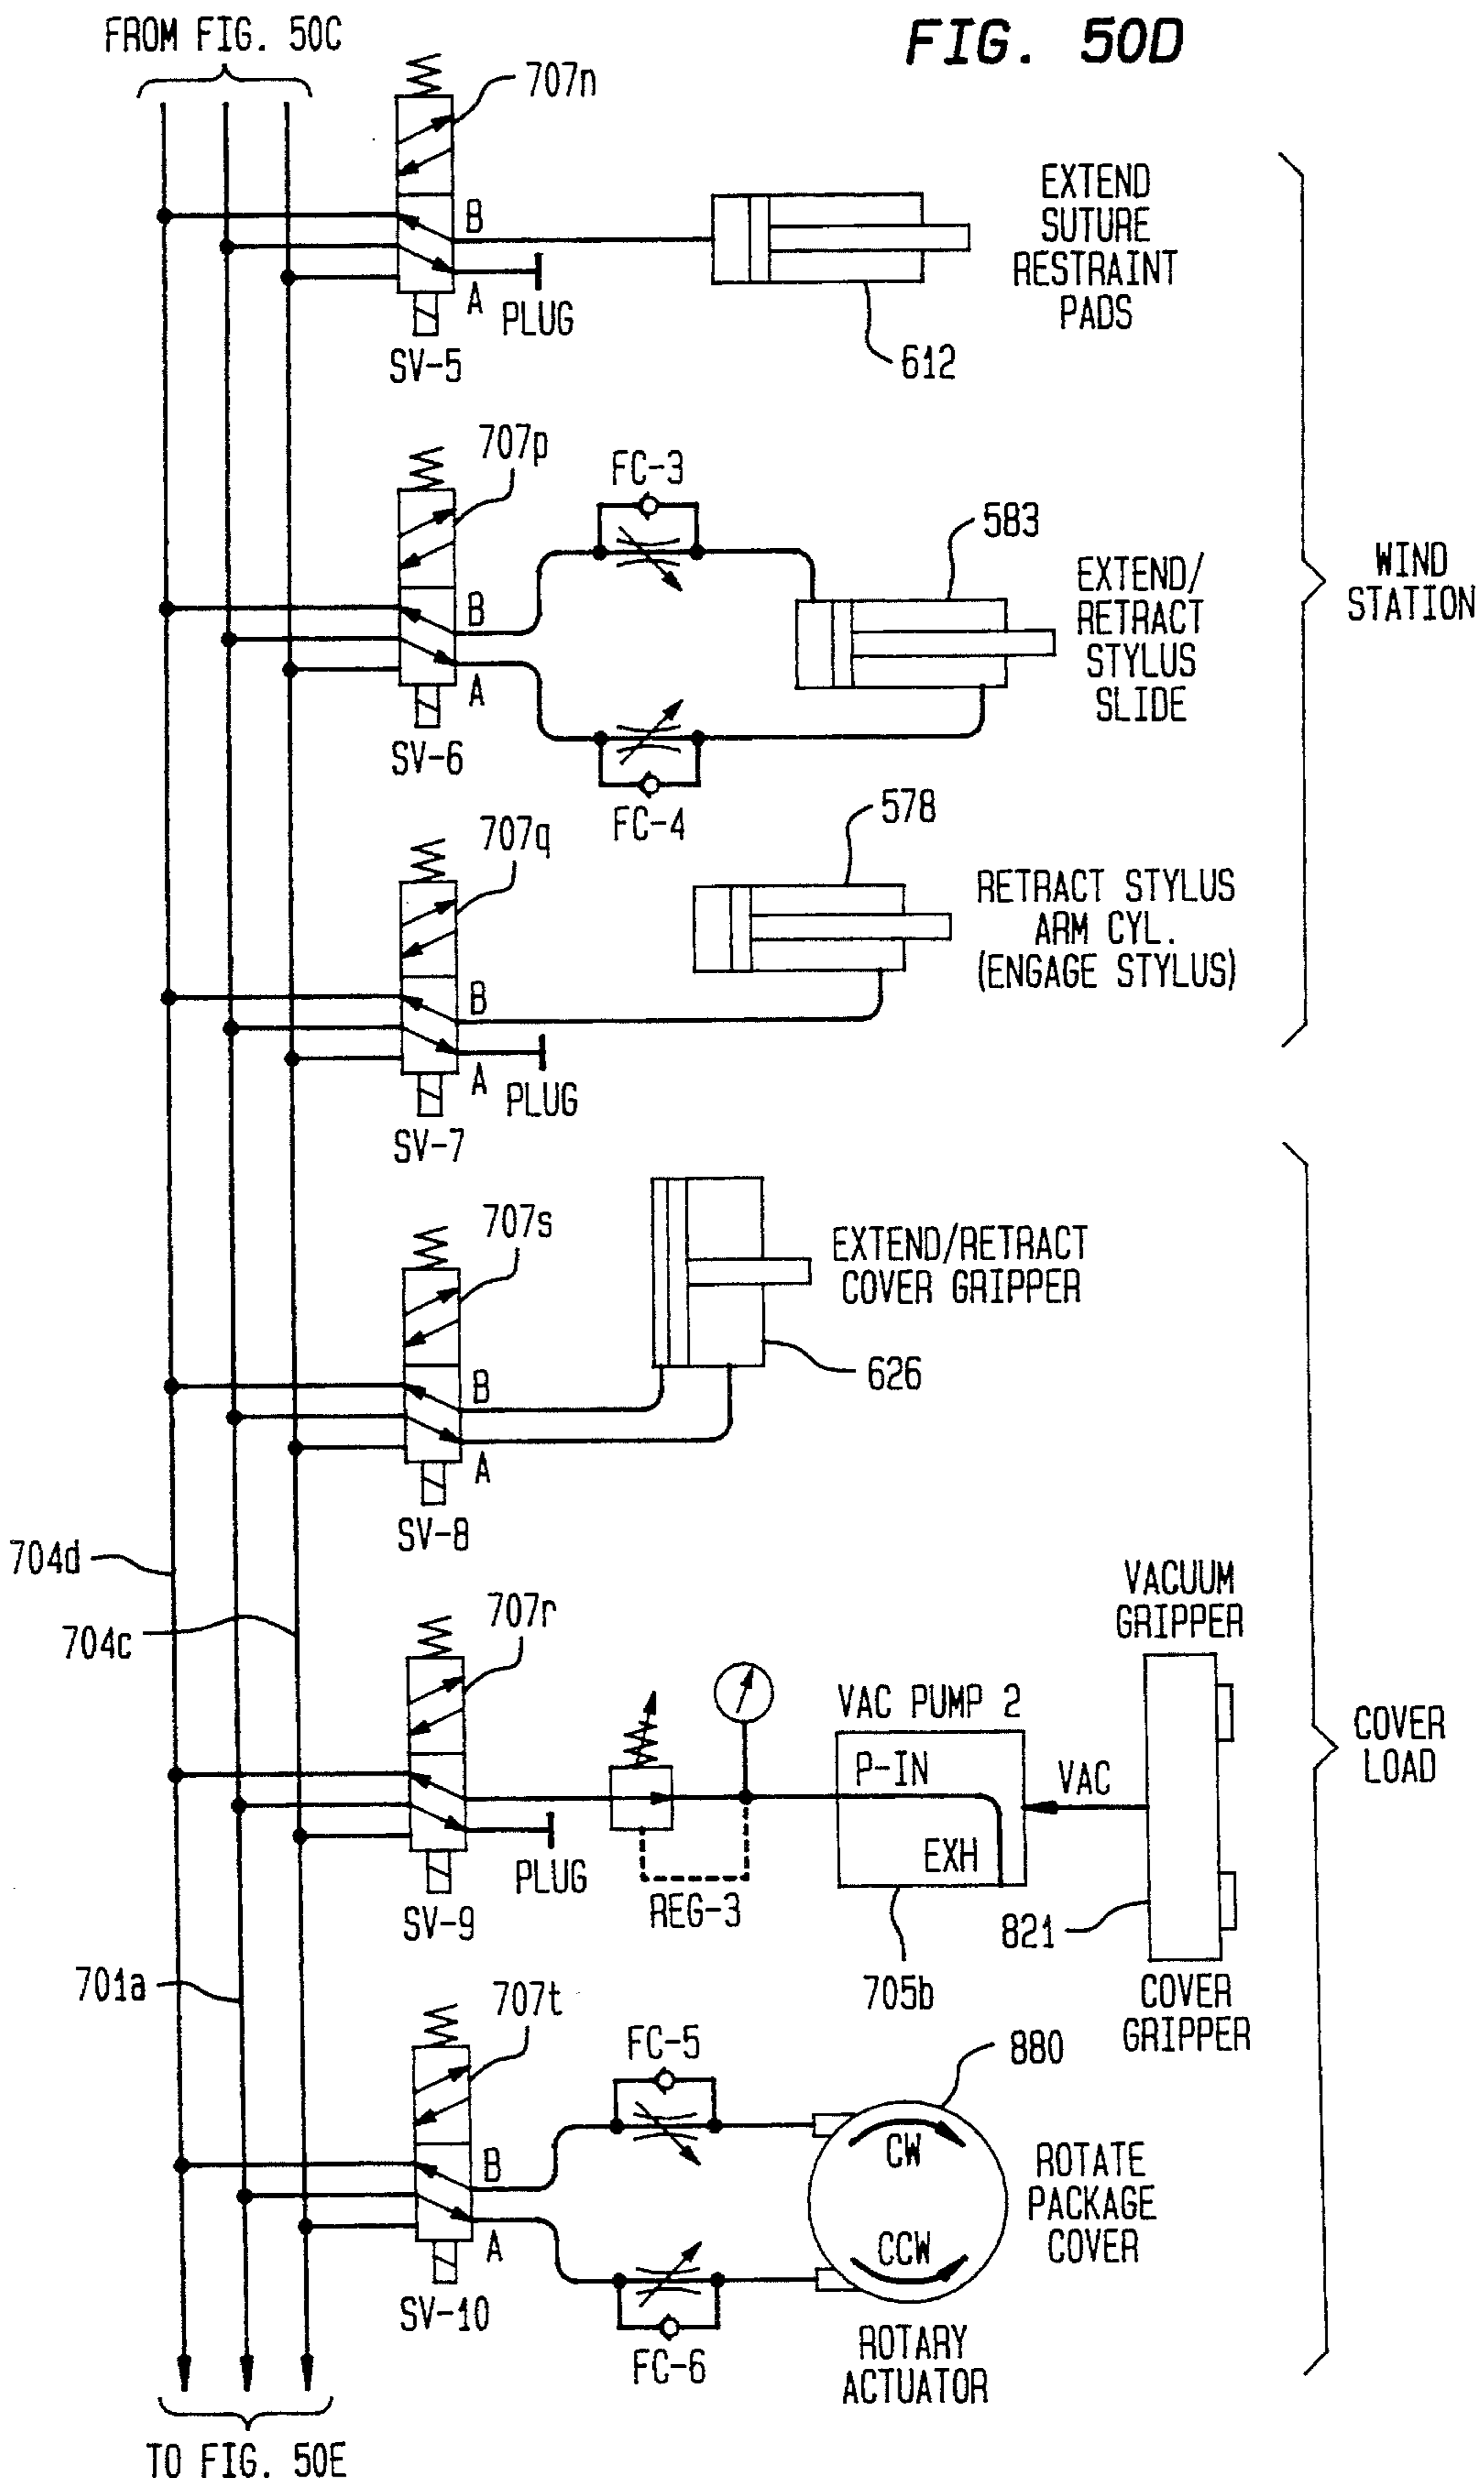 FROM FIG. 50C
FIG. 50D
707n
B
A
PLUG
SV-5
612
EXTEND
SUTURE
RESTRAINT
PADS
707p
FC-3
583
B
A
SV-6
FC-4
EXTEND/
RETRACT
STYLUS
SLIDE
WIND
STATION
707q
578
B
A
PLUG
SV-7
RETRACT STYLUS
ARM CYL.
(ENGAGE STYLUS)
707s
B
A
SV-8
EXTEND/RETRACT
COVER GRIPPER
626
704d
704c
707r
PLUG
SV-9
REG-3
VAC PUMP 2
P-IN
EXH
705b
VAC
VACUUM
GRIPPER
821
COVER
GRIPPER
COVER
LOAD
701a
707t
FC-5
880
B
A
SV-10
FC-6
CW
CCW
ROTATE
PACKAGE
COVER
ROTARY
ACTUATOR
TO FIG. 50E